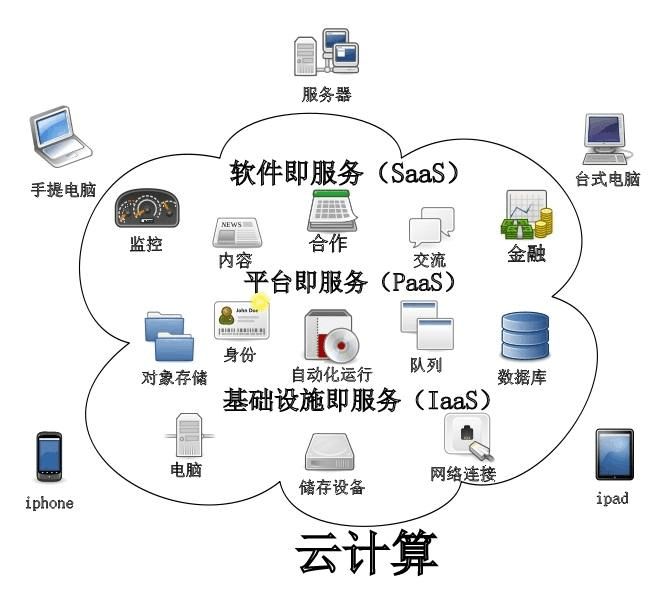 服务器
手提电脑
台式电脑
软件即服务（SaaS）
监控
NEWS
内容
合作
交流
金融
平台即服务（PaaS）
John Doe
对象存储
身份
自动化运行
队列
数据库
基础设施即服务（IaaS）
电脑
储存设备
网络连接
iphone
ipad
云计算